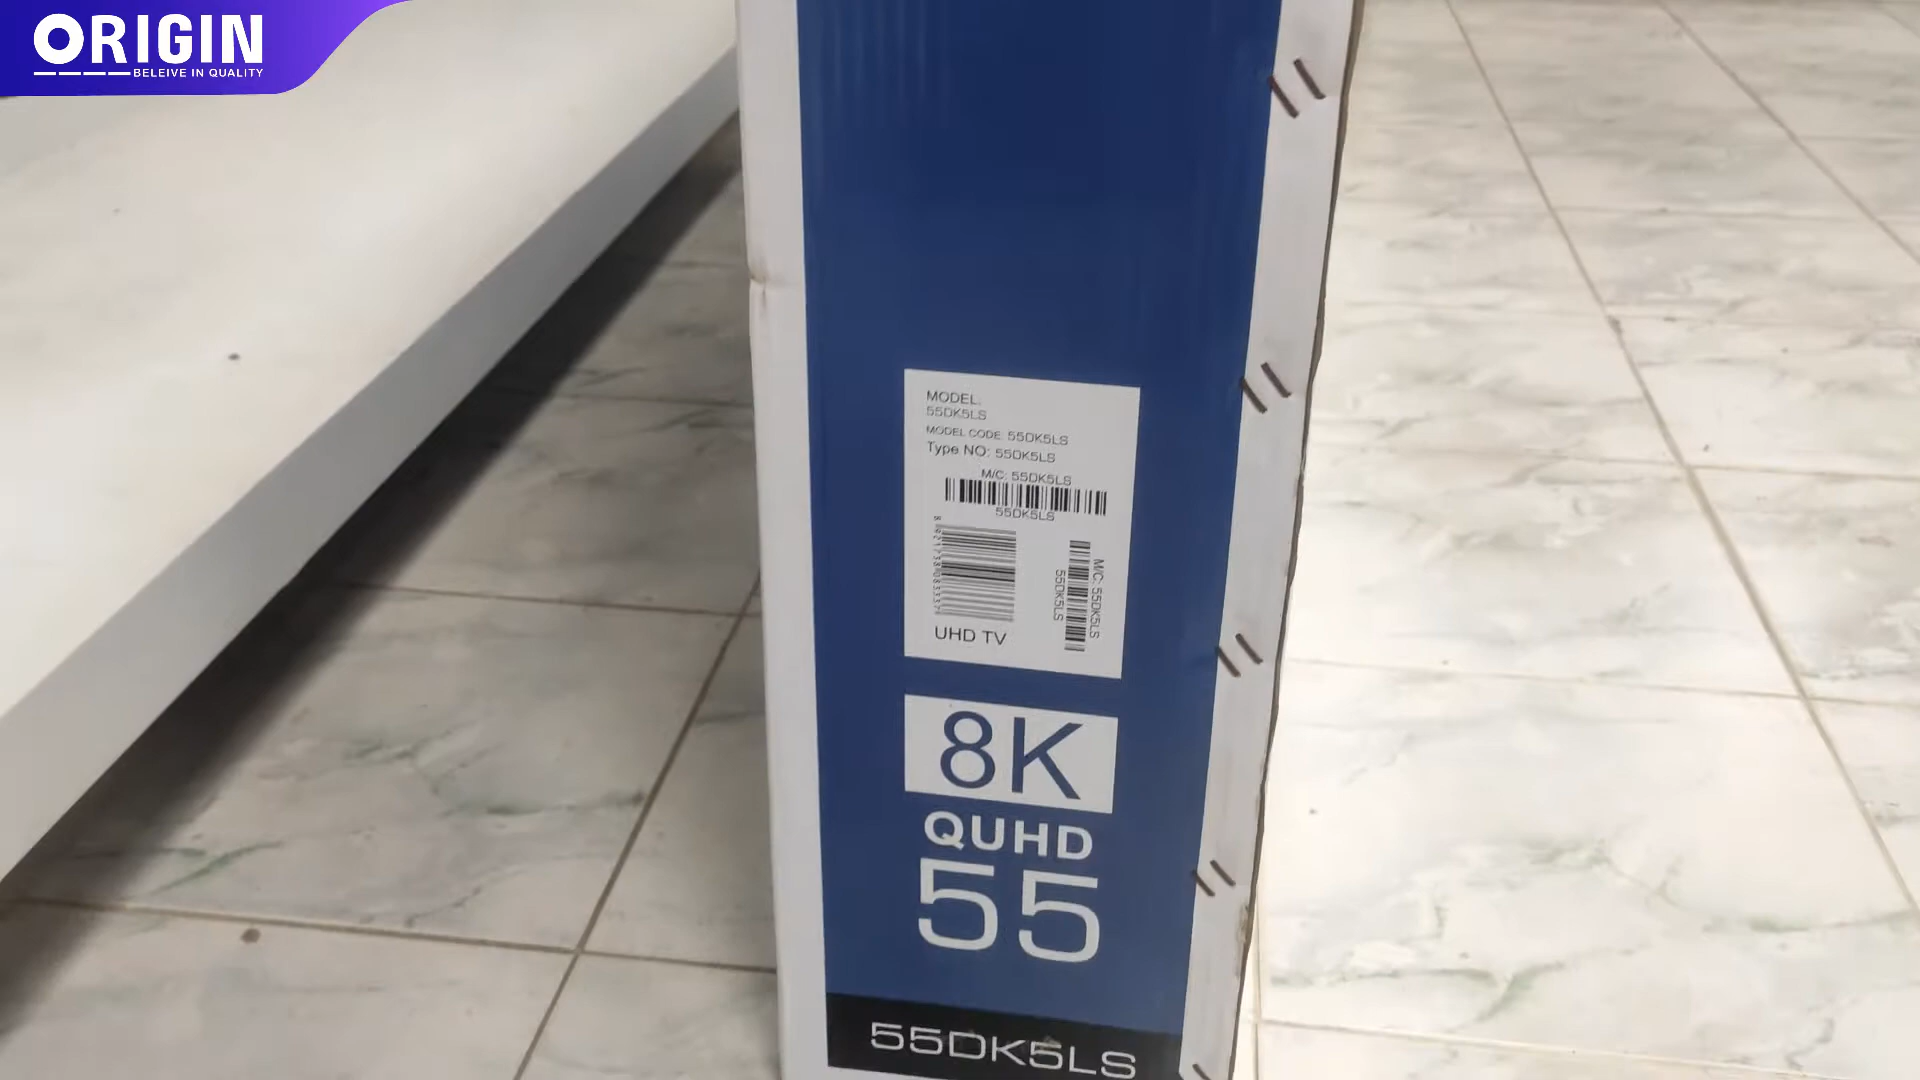 ORIGIN
BELEIVE IN QUALITY
MODEL:
55DK5LS
MODEL CODE: 55DK5LS
Type NO: 55DK5LS
M/C: 55DK5LS
55DK5LS
M/C: 55DK5LS
55DK5LS
UHD TV
8K
QUHD
55
55DK5LS